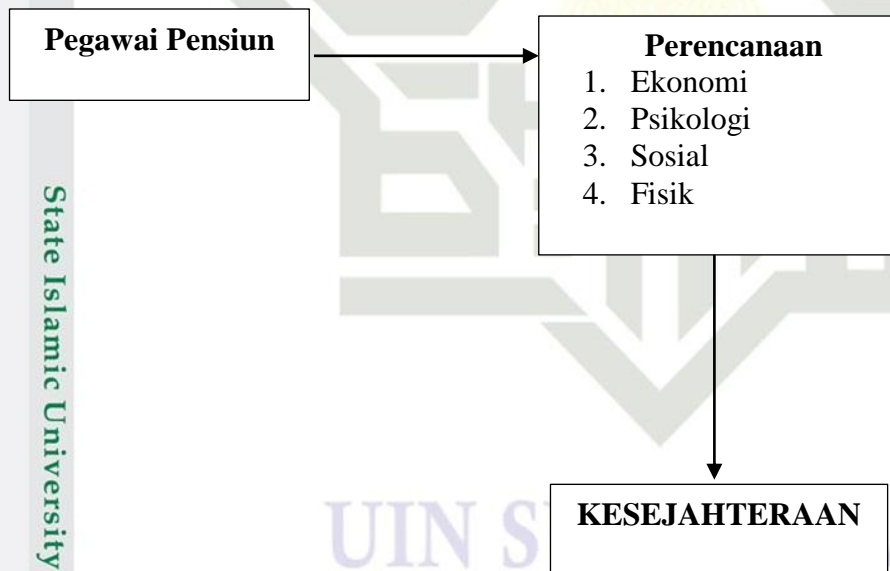 Pegawai Pensiun
Perencanaan
1. Ekonomi
2. Psikologi
3. Sosial
4. Fisik
State Islamic University
UIN S
KESEJAHTERAAN